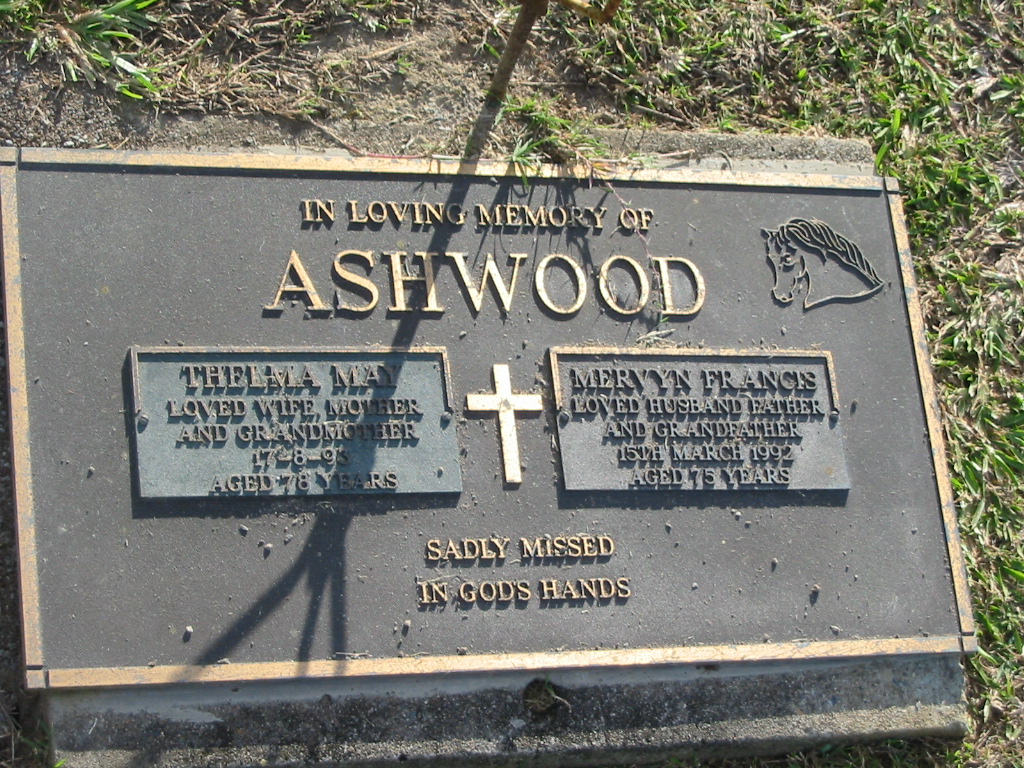 IN LOVING MEMORY OF
ASHWOOD
THELMA MAY
LOVED WIFE, MOTHER
AND GRANDMOTHER
17-8-93
AGED 78 YEARS
MERVYN FRANCIS
LOVED HUSBAND FATHER
AND GRANDFATHER
15TH MARCH 1992
AGED 75 YEARS
SADLY MISSED
IN GOD'S HANDS